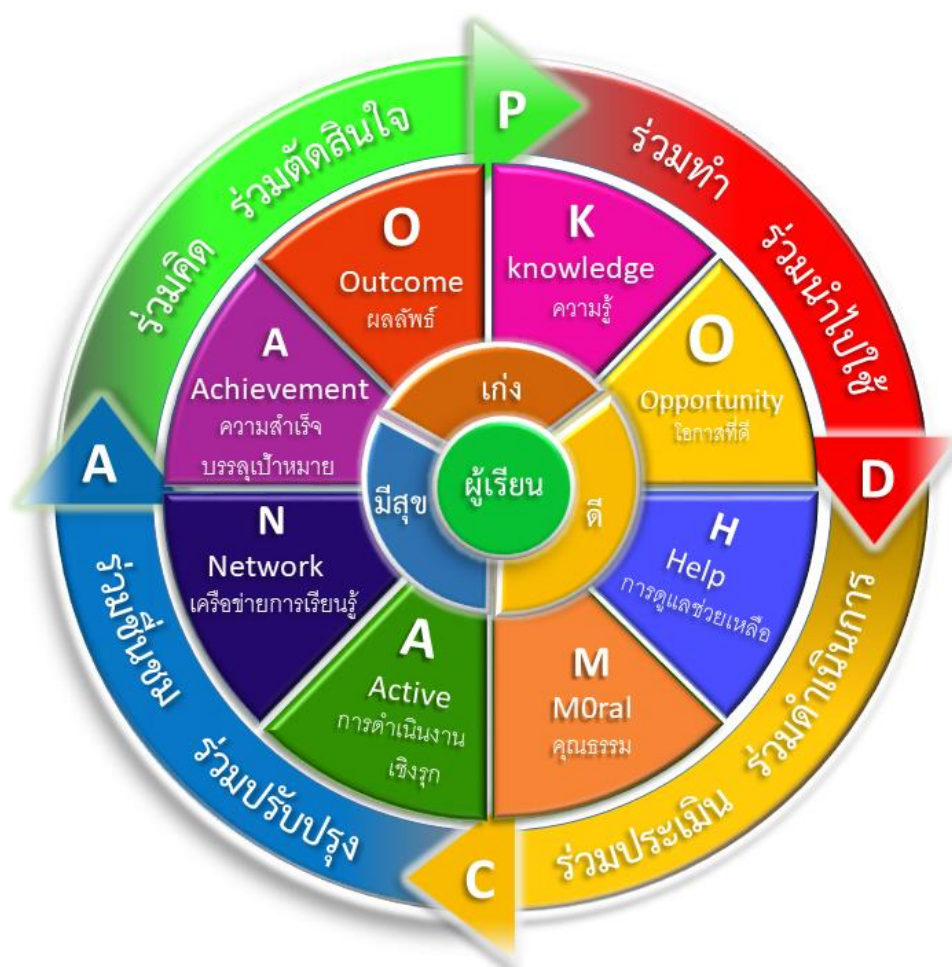 P
ร่วมทำ
ร่วมนำไปใช้
D
ร่วมดำเนินการ
ร่วมประเมิน
C
ร่วมปรับปรุง
ร่วมชื่นชม
A
ร่วมคิด
ร่วมตัดสินใจ
K
knowledge
ความรู้
O
Opportunity
โอกาสที่ดี
H
Help
การดูแลช่วยเหลือ
M
M0ral
คุณธรรม
A
Active
การดำเนินงาน
เชิงรุก
N
Network
เครือข่ายการเรียนรู้
A
Achievement
ความสำเร็จ
บรรลุเป้าหมาย
O
Outcome
ผลลัพธ์
เก่ง
ดี
มีสุข
ผู้เรียน